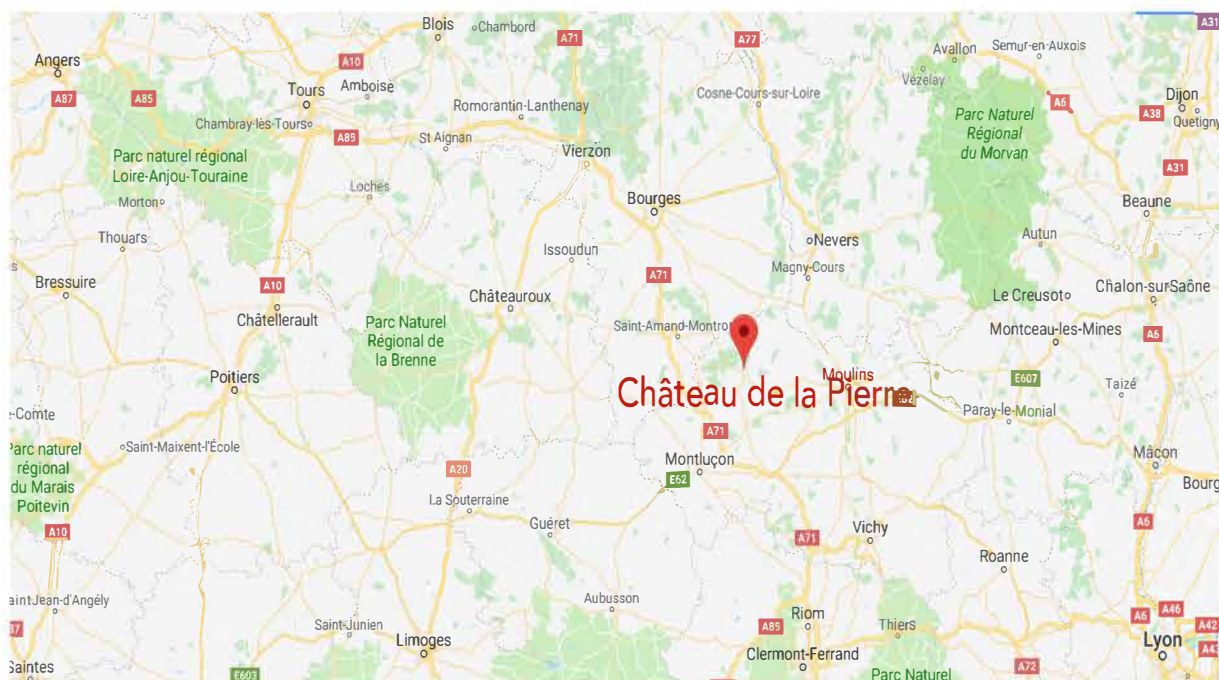 Blois
Chambord
A71
A77
Avallon
Semur-en-Auxois
A31
Angers
A10
Vézelay
A87
A85
Tours
Amboise
Romorantin-Lanthenay
Cosne-Cours-sur-Loire
A6
Dijon
Chambray-lès-Tours
A85
St Aignan
Parc Naturel
Régional
du Morvan
A38
Quetigny
Parc naturel régional
Loire-Anjou-Touraine
Vierzon
A31
Loches
Morton
Bourges
Beaune
Thouars
Issoudun
Nevers
Autun
A71
Magny-Cours
Bressuire
A10
Châteauroux
Le Creusot
Chalon-sur-Saône
Châtellerault
Parc Naturel
Régional de
la Brenne
Saint-Amand-Montro
Montceau-les-Mines
A6
Poitiers
Moulins
E607
Taizé
Château de la Pierre
-Comte
Paray-le-Monial
Saint-Maixent-l'École
A71
Parc naturel
régional
du Marais
Poitevin
A20
Montluçon
E62
Mâcon
Bourg
La Souterraine
A10
Guéret
Vichy
A6
A71
Roanne
aint-Jean-d'Angély
Aubusson
Saint-Junien
Riom
A85
Thiers
A6
A46
A42
Limoges
Lyon
Saintes
Clermont-Ferrand
E603
Parc Naturel
A72